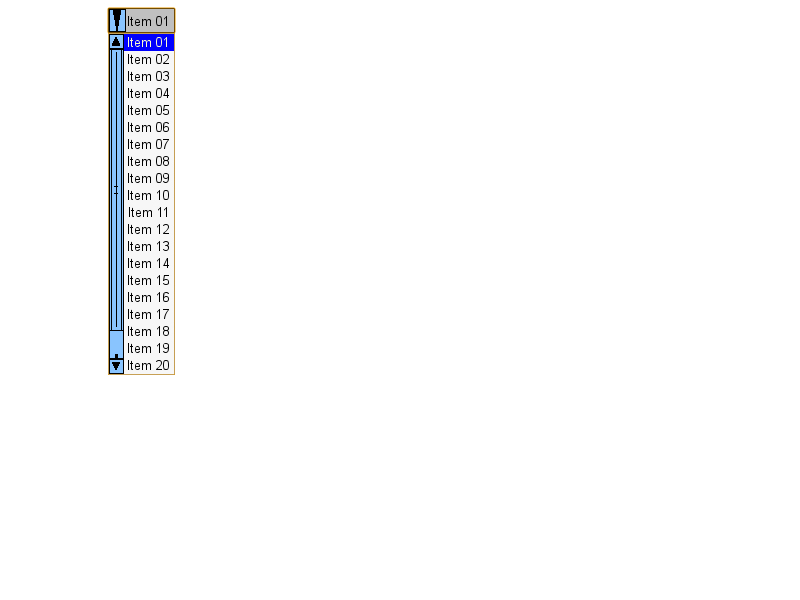 Item 01
Item 01
Item 02
Item 03
Item 04
Item 05
Item 06
Item 07
Item 08
Item 09
Item 10
Item 11
Item 12
Item 13
Item 14
Item 15
Item 16
Item 17
Item 18
Item 19
Item 20